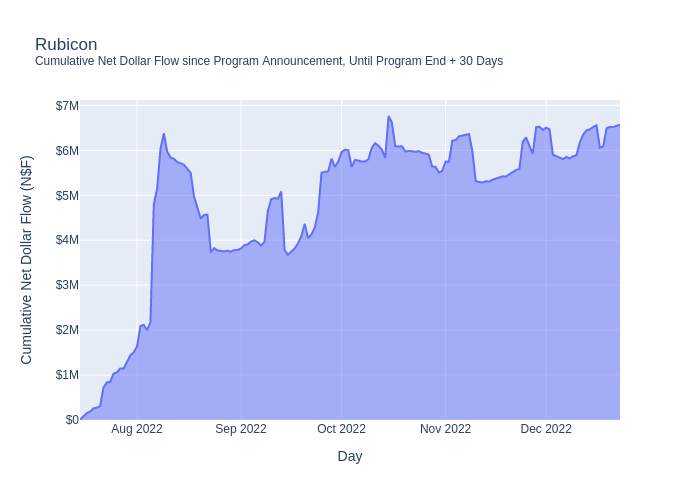 Rubicon
Cumulative Net Dollar Flow since Program Announcement, Until Program End + 30 Days
Cumulative Net Dollar Flow (N$F)
$7M
$6M
$5M
$4M
$3M
$2M
$1M
$0
Aug 2022 Sep 2022 Oct 2022 Nov 2022 Dec 2022
Day